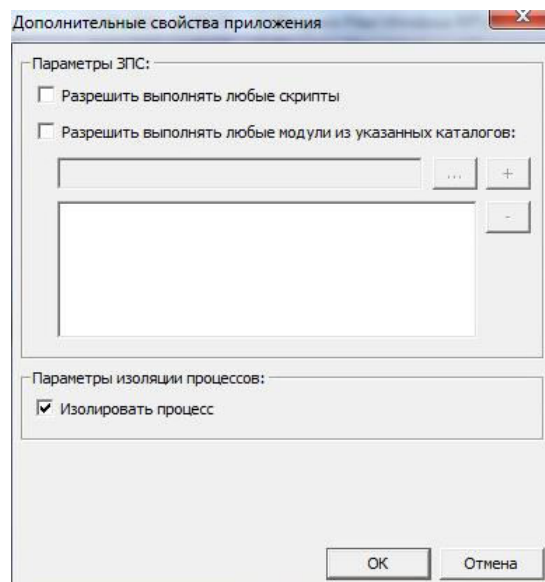 Дополнительные свойства приложения
Параметры ЗПС:
Разрешить выполнять любые скрипты
Разрешить выполнять любые модули из указанных каталогов:
... +
-
Параметры изоляции процессов:
Изолировать процесс
ОК Отмена